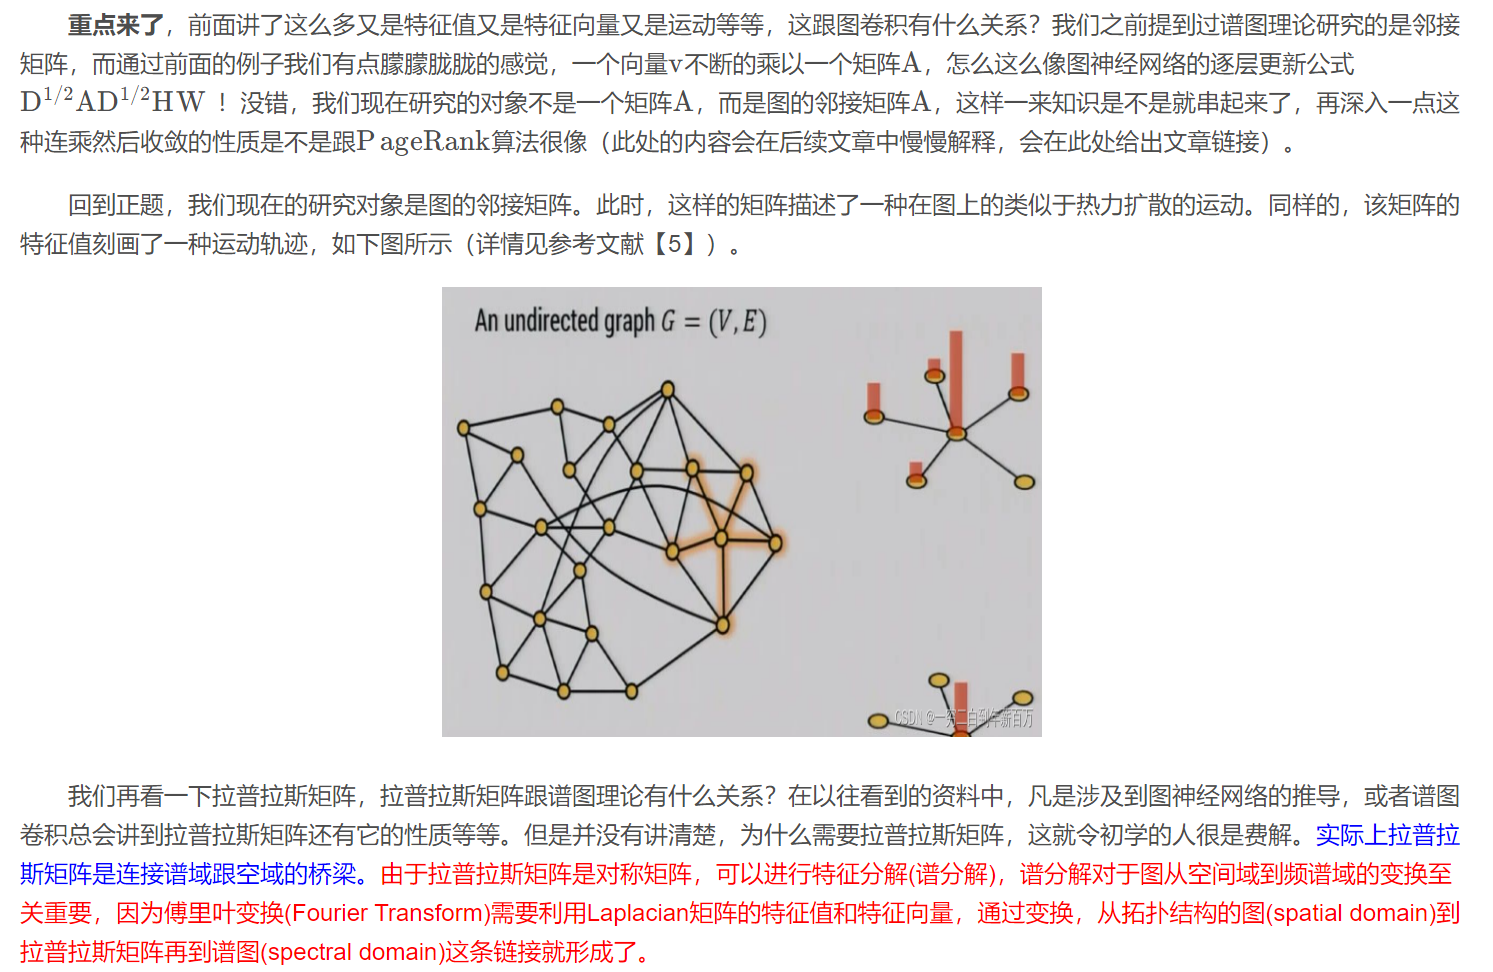 重点来了，前面讲了这么多又是特征值又是特征向量又是运动等等，这跟图卷积有什么关系？我们之前提到过谱图理论研究的是邻接
矩阵，而通过前面的例子我们有点朦朦胧胧的感觉，一个向量v不断的乘以一个矩阵A，怎么这么像图神经网络的逐层更新公式
D^{1/2}AD^{1/2}HW ！没错，我们现在研究的对象不是一个矩阵A，而是图的邻接矩阵A，这样一来知识是不是就串起来了，再深入一点这
种连乘然后收敛的性质是不是跟PageRank算法很像（此处的内容会在后续文章中慢慢解释，会在此处给出文章链接）。
回到正题，我们现在的研究对象是图的邻接矩阵。此时，这样的矩阵描述了一种在图上的类似于热力扩散的运动。同样的，该矩阵的
特征值刻画了一种运动轨迹，如下图所示（详情见参考文献【5】）。
An undirected graph G = (V, E)
CSDN @一穷二白到年薪百万
我们再看一下拉普拉斯矩阵，拉普拉斯矩阵跟谱图理论有什么关系？在以往看到的资料中，凡是涉及到图神经网络的推导，或者谱图
卷积总会讲到拉普拉斯矩阵还有它的性质等等。但是并没有讲清楚，为什么需要拉普拉斯矩阵，这就令初学的人很是费解。实际上拉普拉
斯矩阵是连接谱域跟空域的桥梁。由于拉普拉斯矩阵是对称矩阵，可以进行特征分解(谱分解)，谱分解对于图从空间域到频谱域的变换至
关重要，因为傅里叶变换(Fourier Transform)需要利用Laplacian矩阵的特征值和特征向量，通过变换，从拓扑结构的图(spatial domain)到
拉普拉斯矩阵再到谱图(spectral domain)这条链接就形成了。